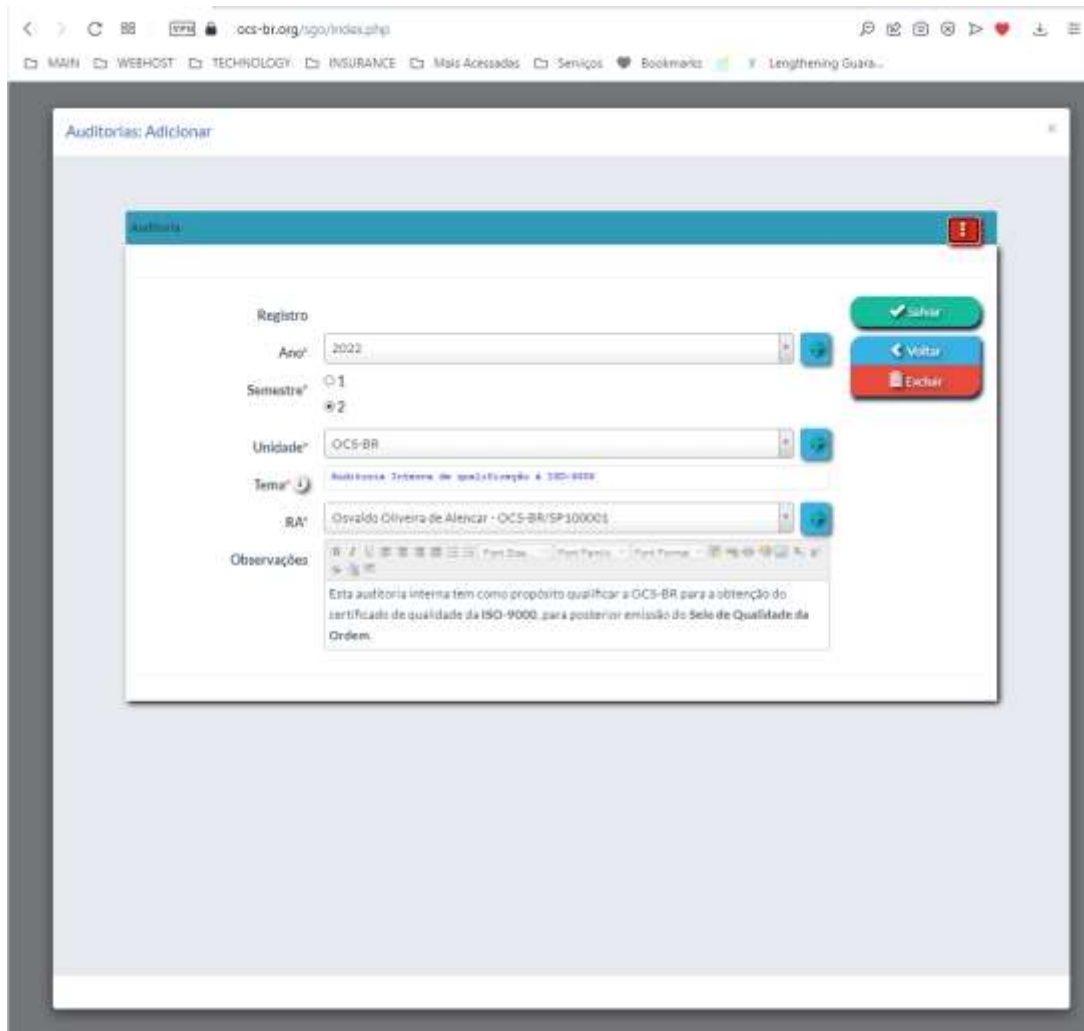 VPN ocs-br.org/sgo/index.php
MAIN WEBHOST TECHNOLOGY INSURANCE Mais Acessadas Serviços Bookmarks Lengthening Guara...
Auditorias: Adicionar
Auditoria
Registro
Salvar
Ano* 2022
Voltar
Semestre* 1
Excluir
2
Unidade* OCS-BR
Tema* Auditoria Interna de qualificação á ISO-9000
RA* Osvaldo Oliveira de Alencar - OCS-BR/SP100001
Observações
B I U Font Size... Font Family. Font Format
Esta auditoria interna tem como propósito qualificar a OCS-BR para a obtenção do
certificado de qualidade da ISO-9000, para posterior emissão do Selo de Qualidade da
Ordem.